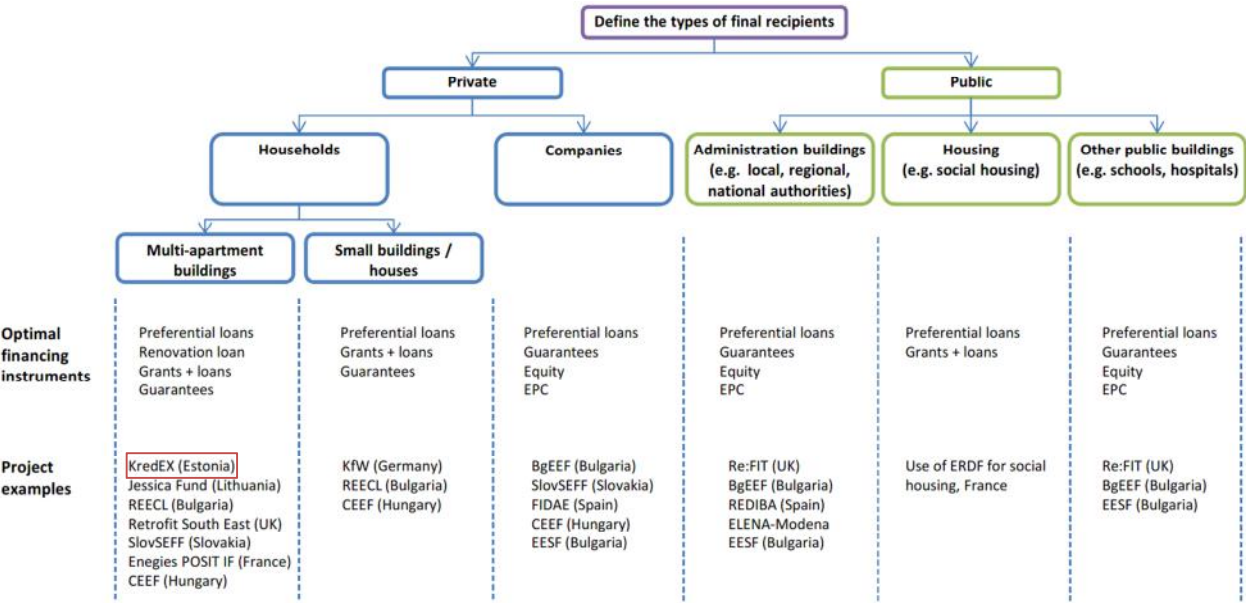 Define the types of final recipients
Private
Public
Households
Companies
Administration buildings
(e.g. local, regional,
national authorities)
Housing
(e.g. social housing)
Other public buildings
(e.g. schools, hospitals)
Multi-apartment
buildings
Small buildings /
houses
Optimal
financing
instruments
Preferential loans
Renovation loan
Grants + loans
Guarantees
Preferential loans
Grants + loans
Guarantees
Preferential loans
Guarantees
Equity
EPC
Preferential loans
Guarantees
Equity
EPC
Preferential loans
Grants + loans
Preferential loans
Guarantees
Equity
EPC
Project
examples
KredEX (Estonia)
Jessica Fund (Lithuania)
REECL (Bulgaria)
Retrofit South East (UK)
SlovSEFF (Slovakia)
Enegies POSIT IF (France)
CEEF (Hungary)
KfW (Germany)
REECL (Bulgaria)
CEEF (Hungary)
BgEEF (Bulgaria)
SlovSEFF (Slovakia)
FIDAE (Spain)
CEEF (Hungary)
EESF (Bulgaria)
Re:FIT (UK)
BgEEF (Bulgaria)
REDIBA (Spain)
ELENA-Modena
EESF (Bulgaria)
Use of ERDF for social
housing, France
Re:FIT (UK)
BgEEF (Bulgaria)
EESF (Bulgaria)